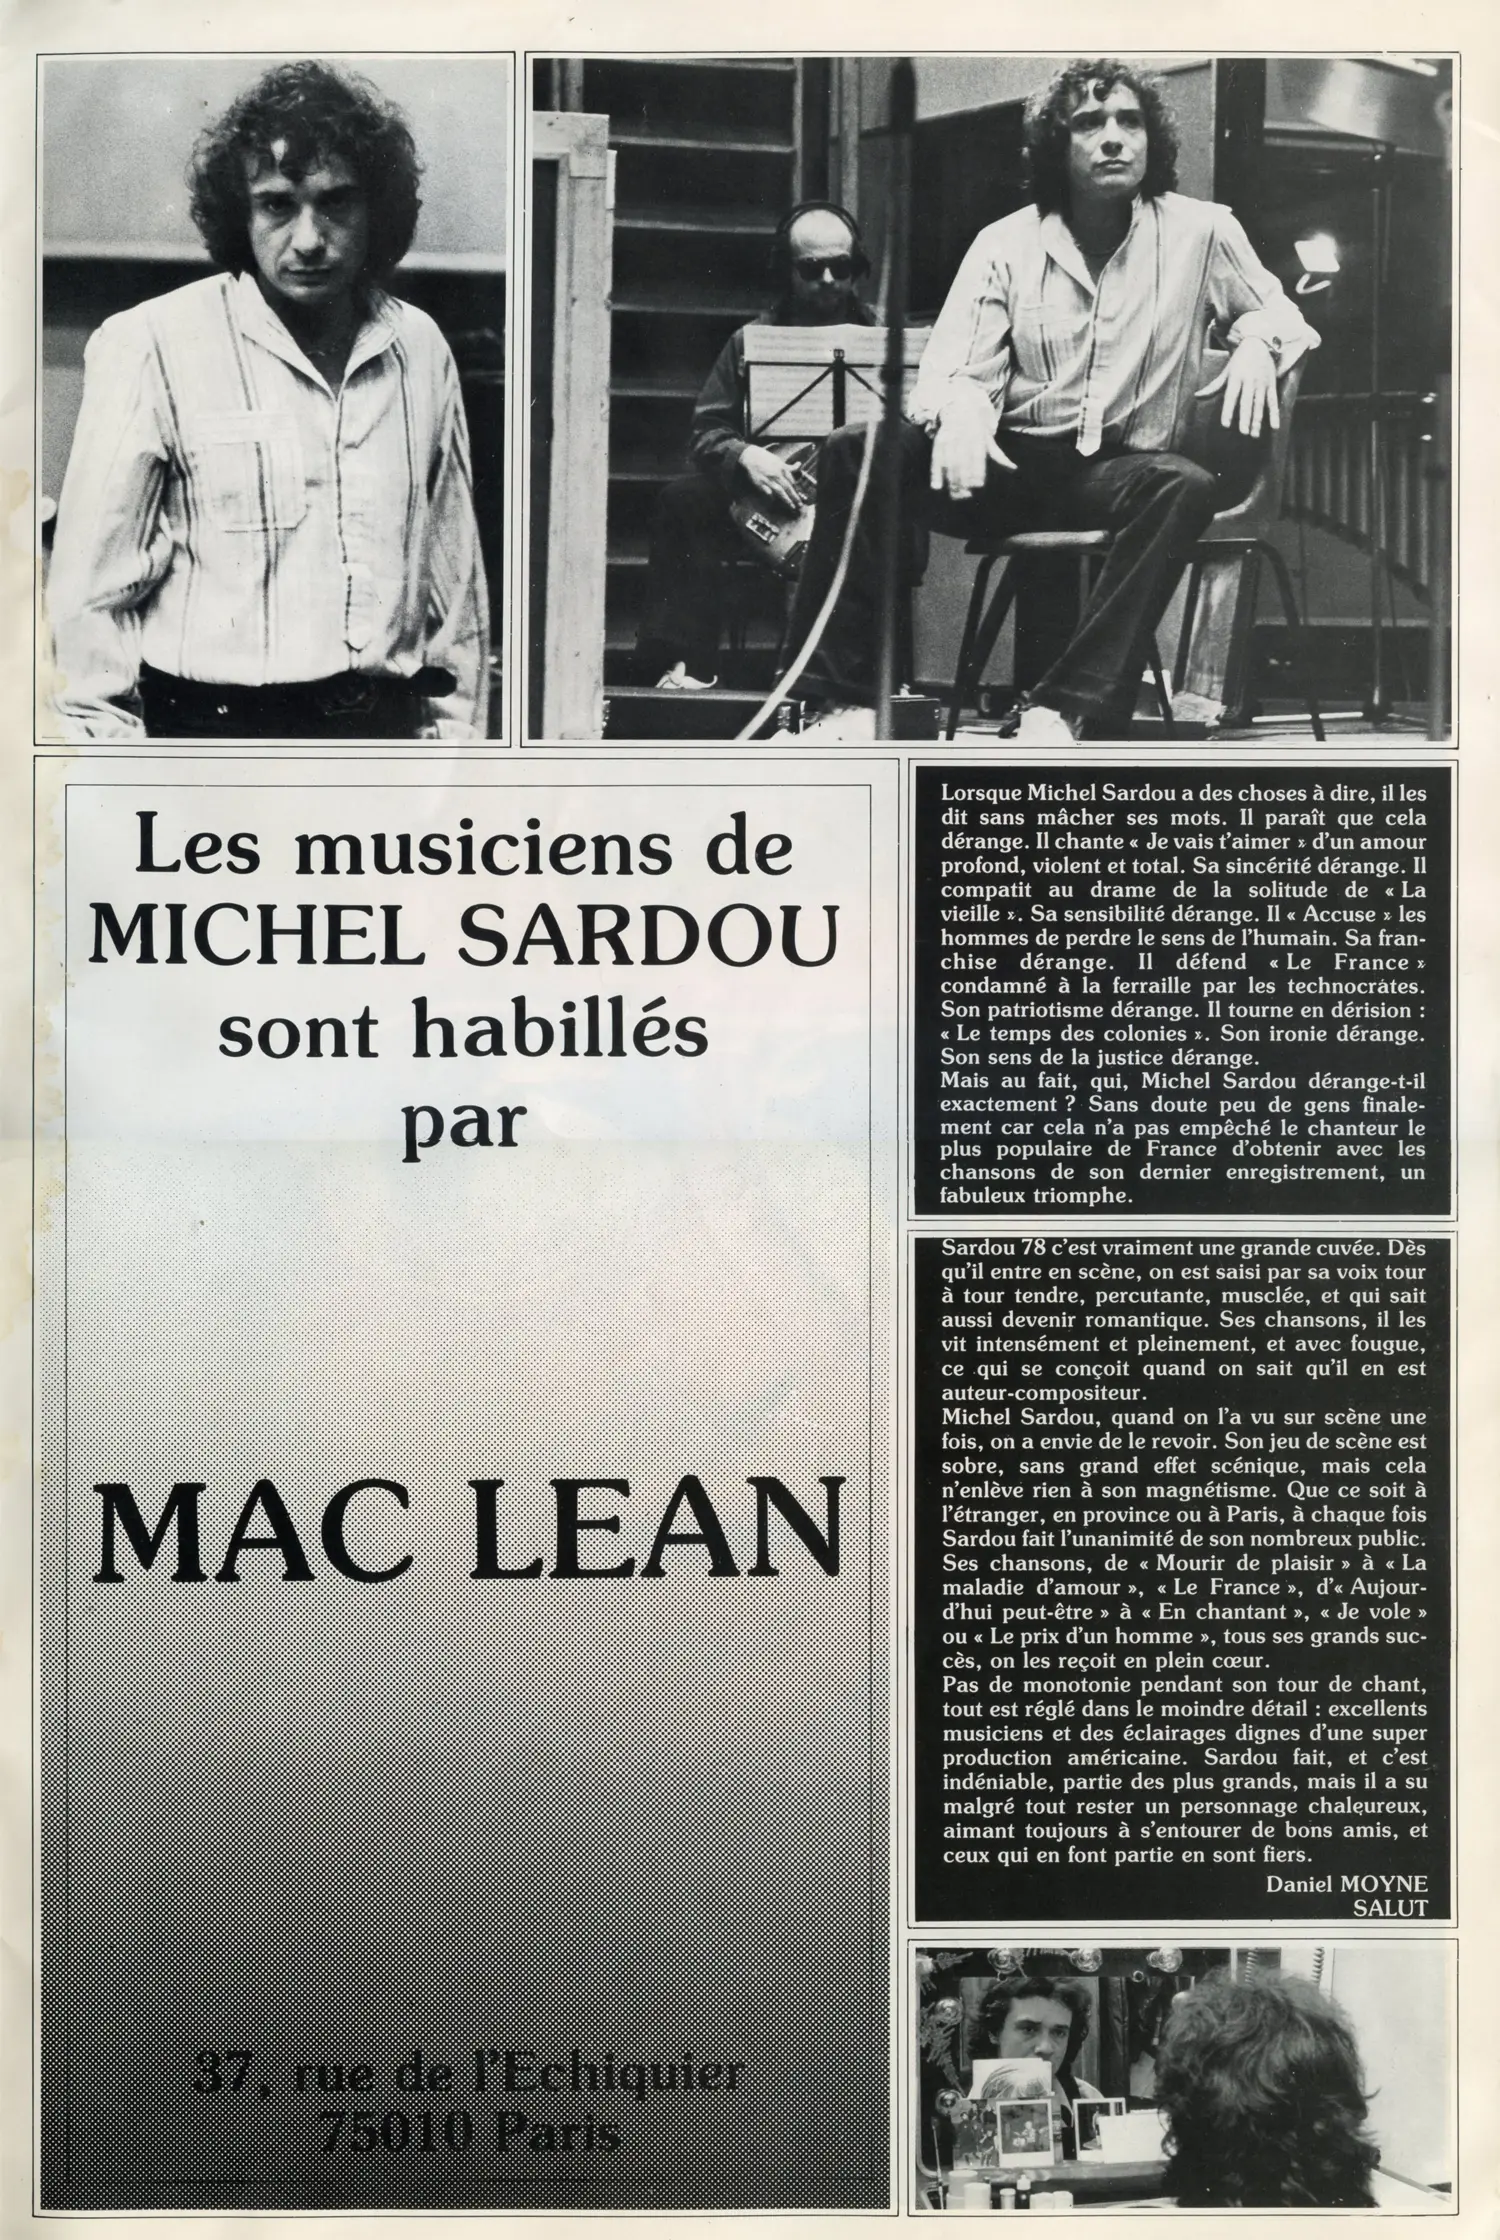 Les musiciens de
MICHEL SARDOU
sont habillés
par
MAC LEAN
37, rue de l'Echiquier
75010 Paris
Lorsque Michel Sardou a des choses à dire, il les
dit sans mâcher ses mots. Il paraît que cela
dérange. Il chante « Je vais t'aimer » d'un amour
profond, violent et total. Sa sincérité dérange. Il
compatit au drame de la solitude de « La
vieille ». Sa sensibilité dérange. Il « Accuse » les
hommes de perdre le sens de l'humain. Sa fran-
chise dérange. Il défend « Le France »
condamné à la ferraille par les technocrates.
Son patriotisme dérange. Il tourne en dérision :
« Le temps des colonies ». Son ironie dérange.
Son sens de la justice dérange.
Mais au fait, qui, Michel Sardou dérange-t-il
exactement ? Sans doute peu de gens finale-
ment car cela n'a pas empêché le chanteur le
plus populaire de France d'obtenir avec les
chansons de son dernier enregistrement, un
fabuleux triomphe.
Sardou 78 c'est vraiment une grande cuvée. Dès
qu'il entre en scène, on est saisi par sa voix tour
à tour tendre, percutante, musclée, et qui sait
aussi devenir romantique. Ses chansons, il les
vit intensément et pleinement, et avec fougue,
ce qui se conçoit quand on sait qu'il en est
auteur-compositeur.
Michel Sardou, quand on l'a vu sur scène une
fois, on a envie de le revoir. Son jeu de scène est
sobre, sans grand effet scénique, mais cela
n'enlève rien à son magnétisme. Que ce soit à
l'étranger, en province ou à Paris, à chaque fois
Sardou fait l'unanimité de son nombreux public.
Ses chansons, de « Mourir de plaisir » à « La
maladie d'amour », « Le France », d'« Aujour-
d'hui peut-être » à « En chantant », « Je vole »
ou « Le prix d'un homme », tous ses grands suc-
cès, on les reçoit en plein cœur.
Pas de monotonie pendant son tour de chant,
tout est réglé dans le moindre détail : excellents
musiciens et des éclairages dignes d'une super
production américaine. Sardou fait, et c'est
indéniable, partie des plus grands, mais il a su
malgré tout rester un personnage chaleureux,
aimant toujours à s'entourer de bons amis, et
ceux qui en font partie en sont fiers.
Daniel MOYNE
SALUT